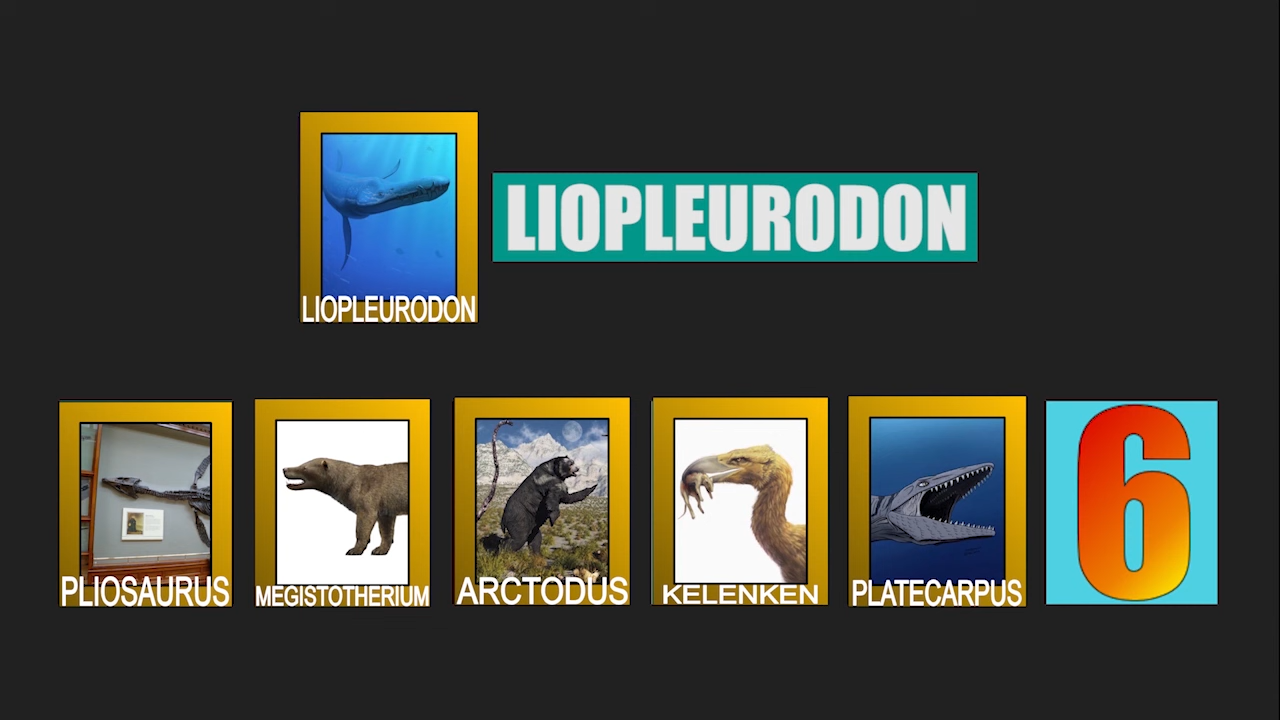 LIOPLEURODON
LIOPLEURODON
PLIOSAURUS
MEGISTOTHERIUM
ARCTODUS
KELENKEN
PLATECARPUS
6